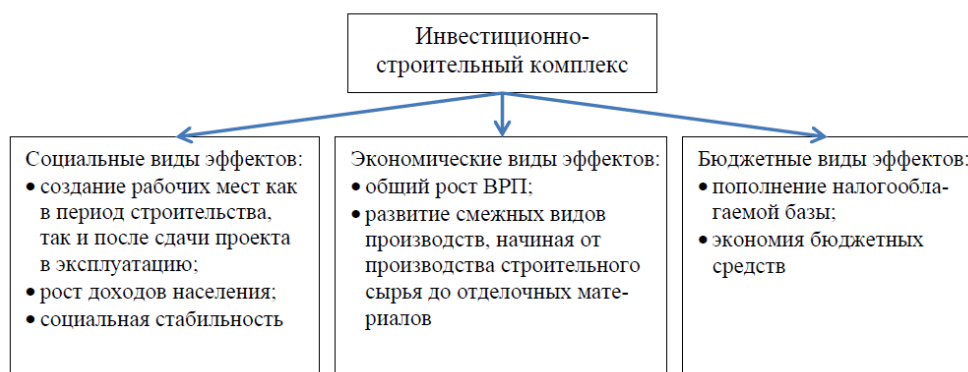 Инвестиционно-
строительный комплекс
Социальные виды эффектов:
• создание рабочих мест как
в период строительства,
так и после сдачи проекта
в эксплуатацию;
• рост доходов населения;
• социальная стабильность
Экономические виды эффектов:
• общий рост ВРП;
• развитие смежных видов
производств, начиная от
производства строительного
сырья до отделочных мате-
риалов
Бюджетные виды эффектов:
• пополнение налогообла-
гаемой базы;
• экономия бюджетных
средств